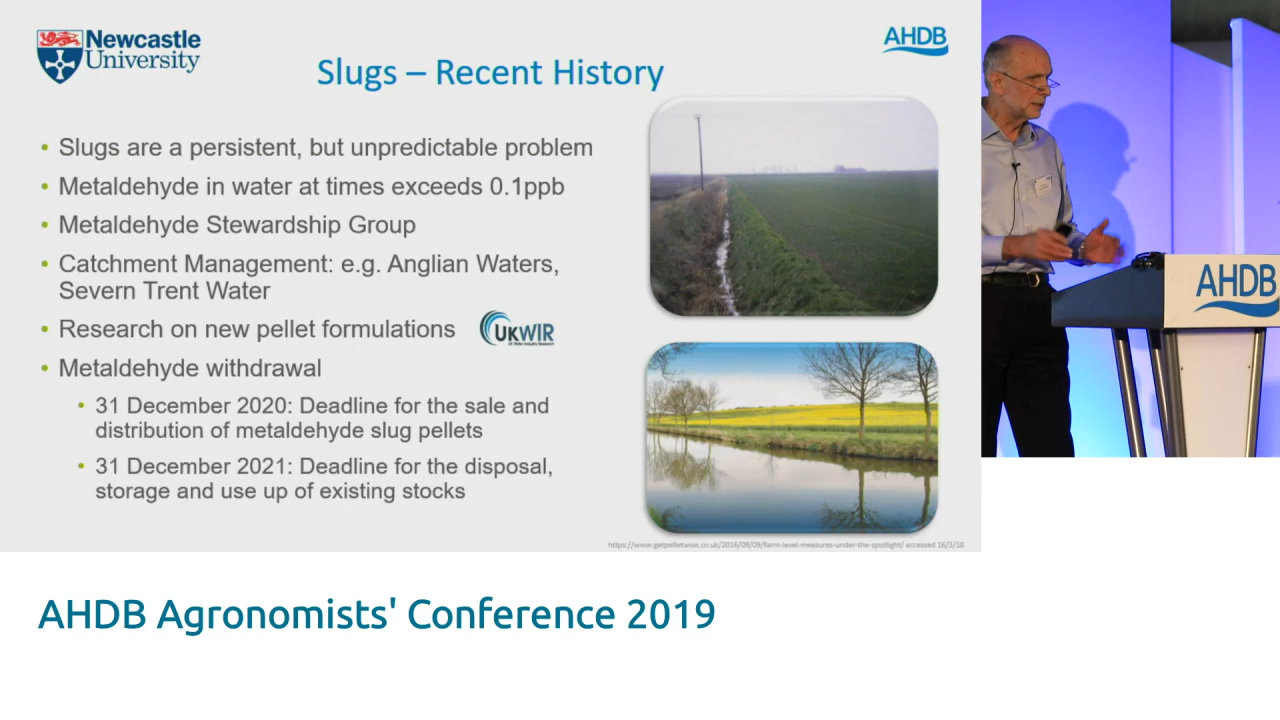 Newcastle
University
AHDB
Slugs – Recent History
• Slugs are a persistent, but unpredictable problem
• Metaldehyde in water at times exceeds 0.1ppb
• Metaldehyde Stewardship Group
• Catchment Management: e.g. Anglian Waters,
Severn Trent Water
• Research on new pellet formulations
UKWIR
• Metaldehyde withdrawal
• 31 December 2020: Deadline for the sale and
distribution of metaldehyde slug pellets
• 31 December 2021: Deadline for the disposal,
storage and use up of existing stocks
https://www.getpelletwise.co.uk/2016/09/09/farm-level-measures-under-the-spotlight/ accessed 16/3/18
AHDB
AHDB Agronomists' Conference 2019